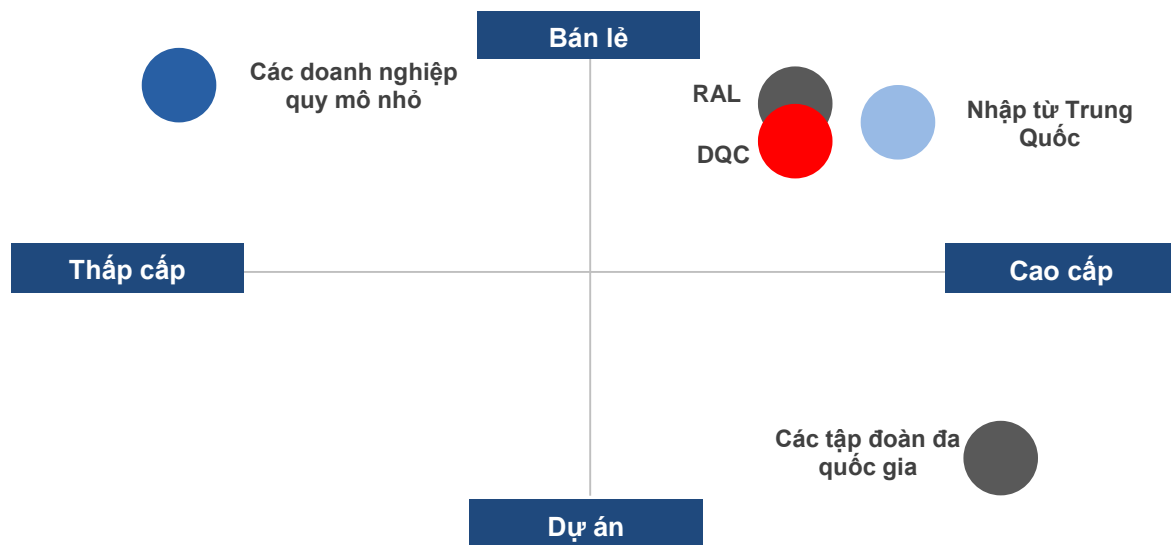 Bán lẻ
Các doanh nghiệp
quy mô nhỏ
RAL
DQC
Nhập từ Trung
Quốc
Thấp cấp
Cao cấp
Các tập đoàn đa
quốc gia
Dự án